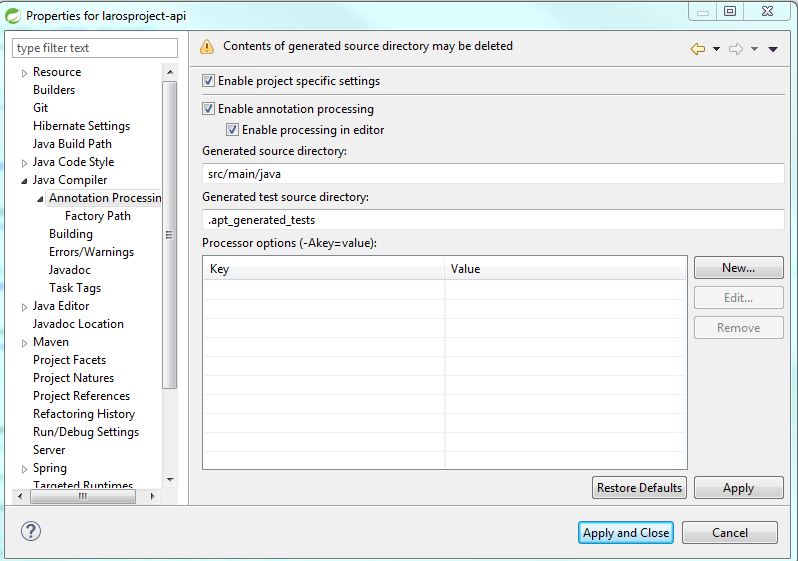 Properties for larosproject-api
type filter text
Resource
Builders
Git
Hibernate Settings
Java Build Path
Java Code Style
Java Compiler
Annotation Processin
Factory Path
Building
Errors/Warnings
Javadoc
Task Tags
Java Editor
Javadoc Location
Maven
Project Facets
Project Natures
Project References
Refactoring History
Run/Debug Settings
Server
Spring
Targeted Runtimes
Contents of generated source directory may be deleted
Enable project specific settings
Enable annotation processing
Enable processing in editor
Generated source directory:
src/main/java
Generated test source directory:
.apt_generated_tests
Processor options (-Akey=value):
Key Value
New...
Edit...
Remove
Restore Defaults Apply
? Apply and Close Cancel